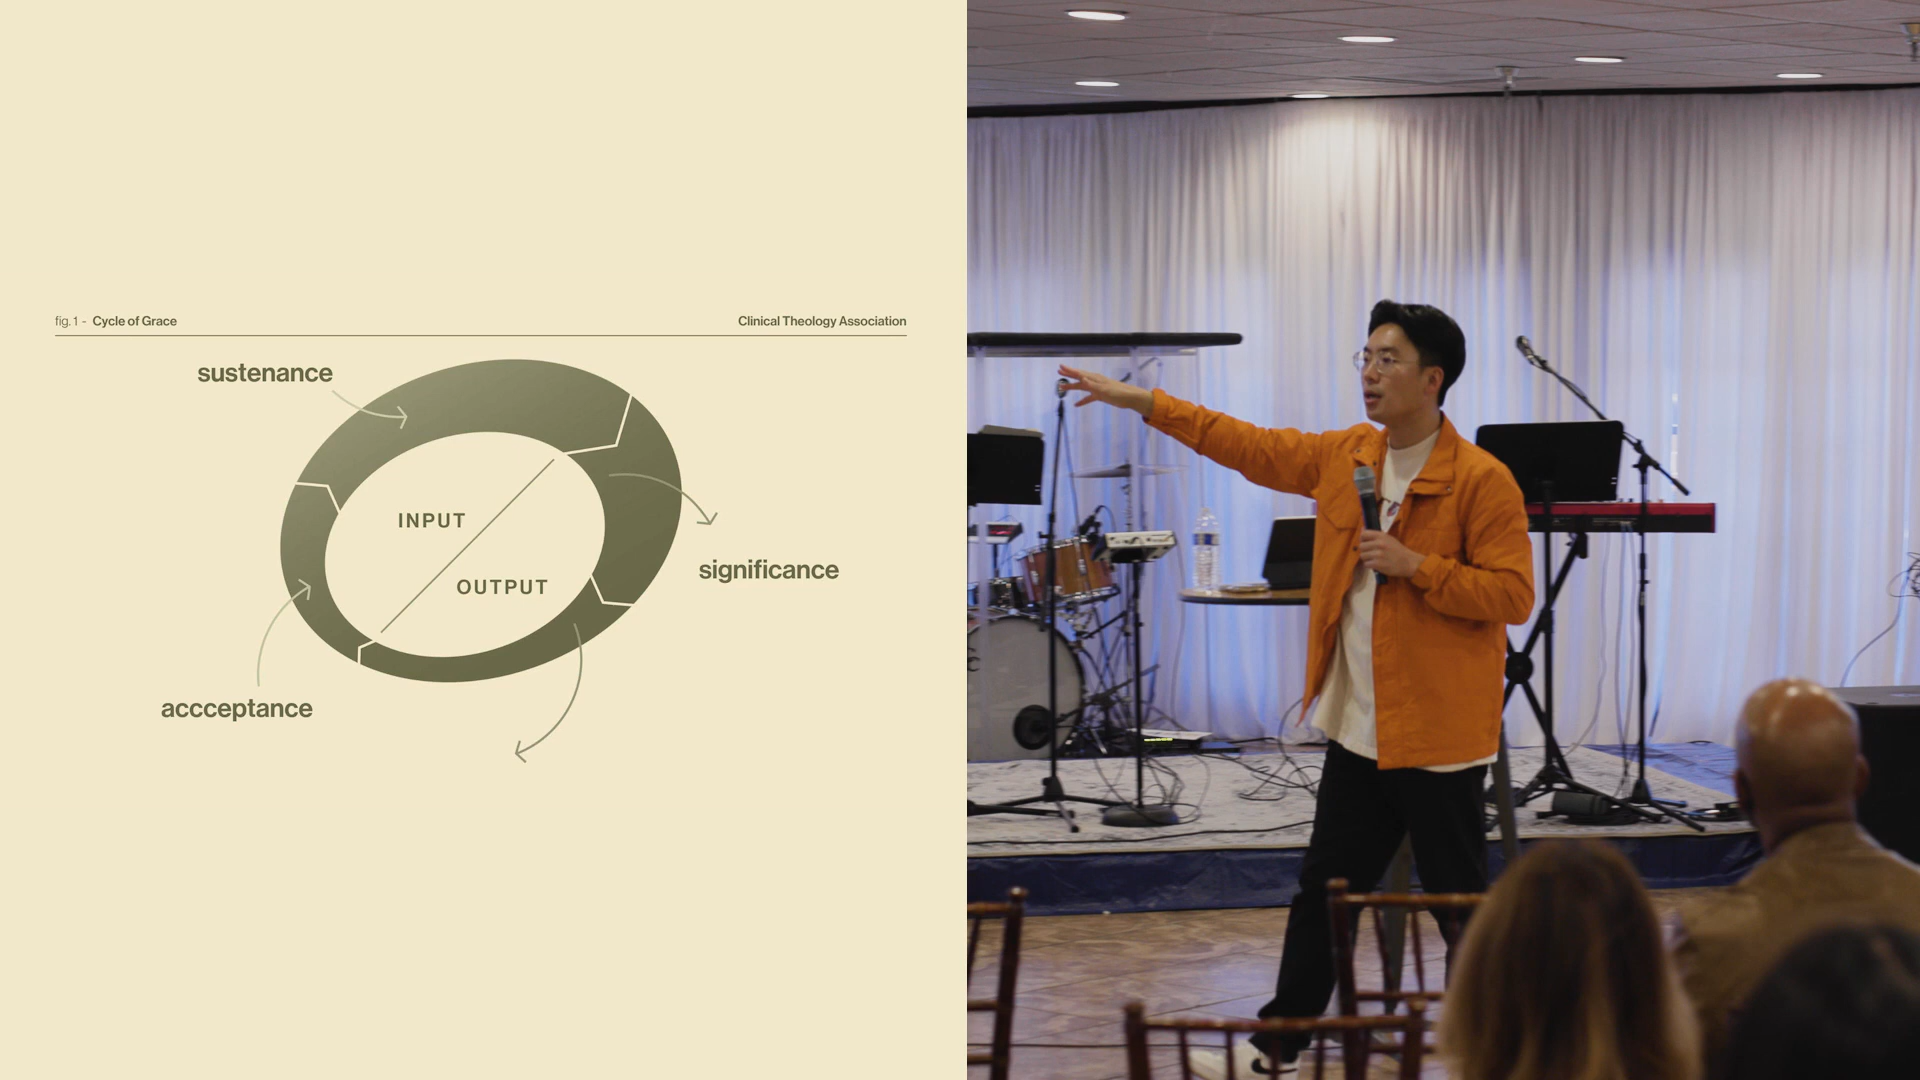 fig. 1 - Cycle of Grace
Clinical Theology Association
sustenance
INPUT
OUTPUT
significance
accceptance